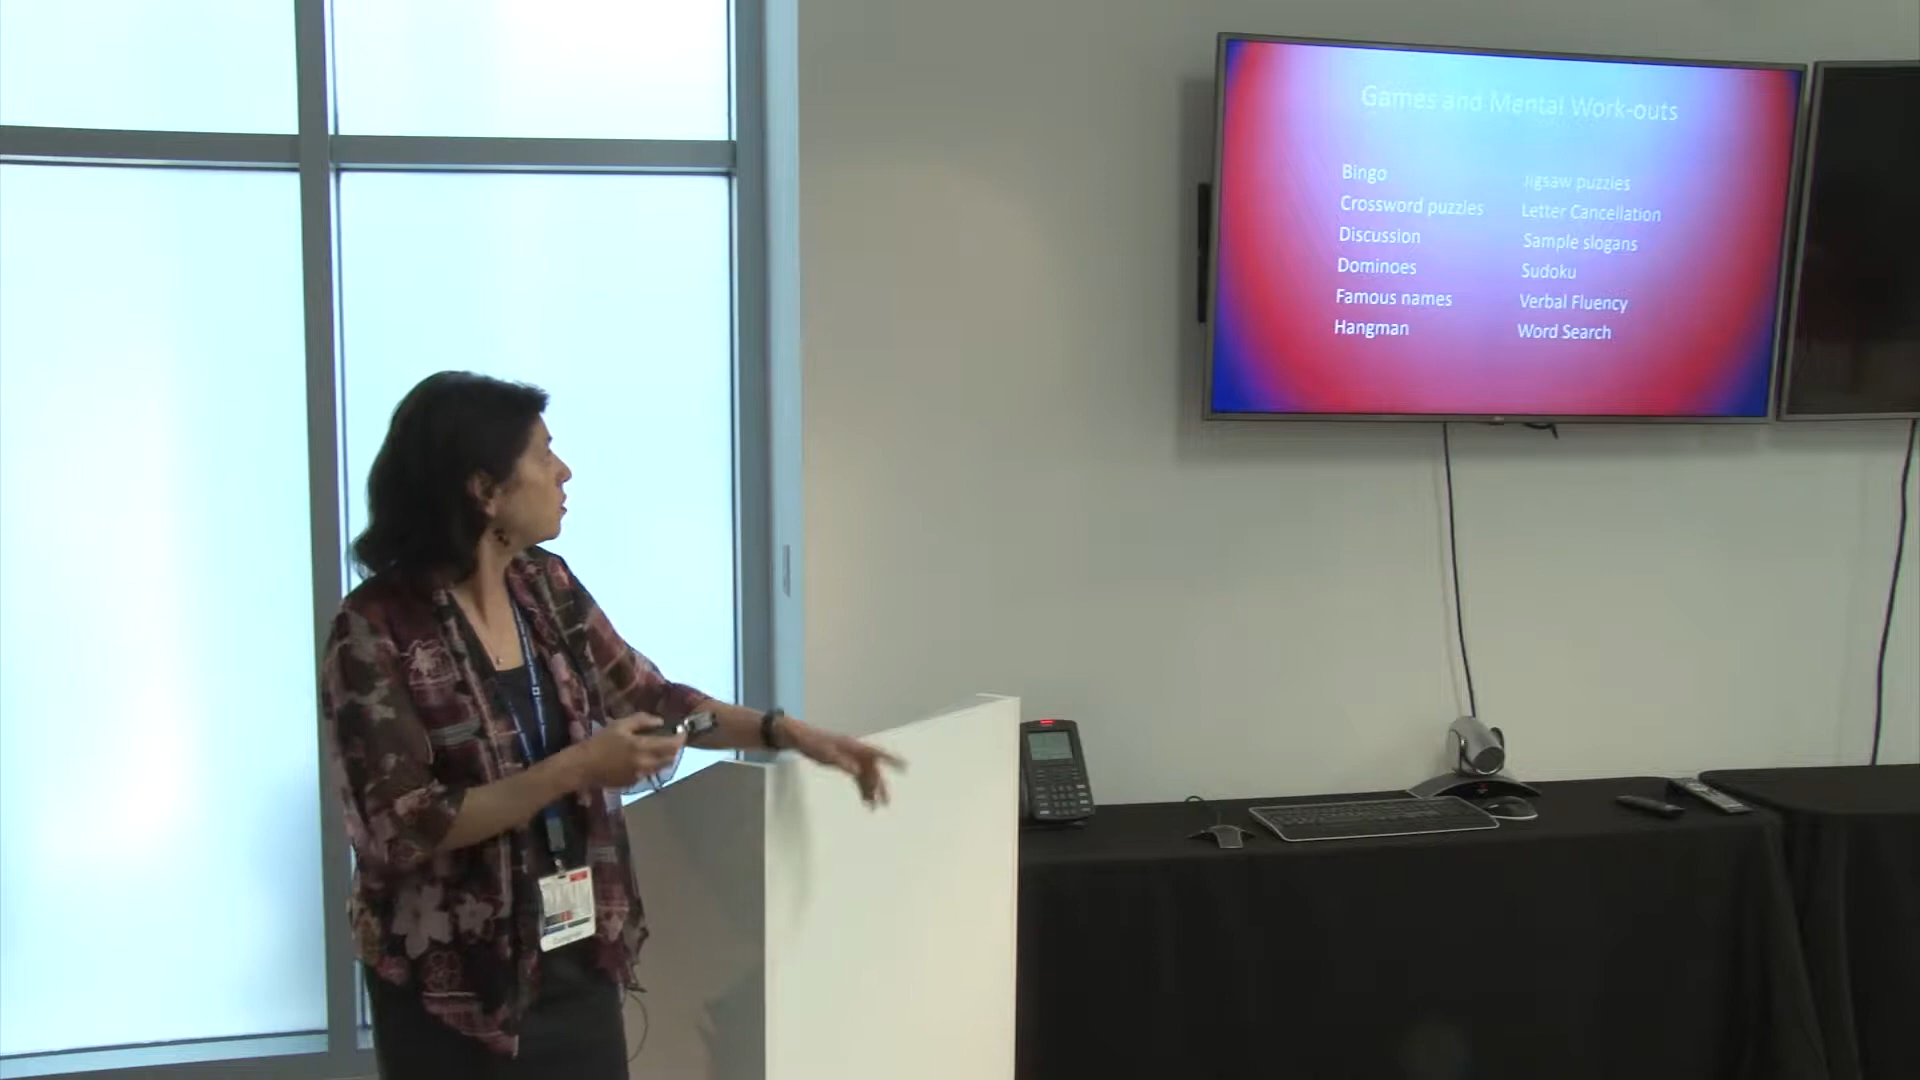 Games and Mental Work-outs
Bingo
Crossword puzzles
Discussion
Dominoes
Famous names
Hangman
Jigsaw puzzles
Letter Cancellation
Sample slogans
Sudoku
Verbal Fluency
Word Search